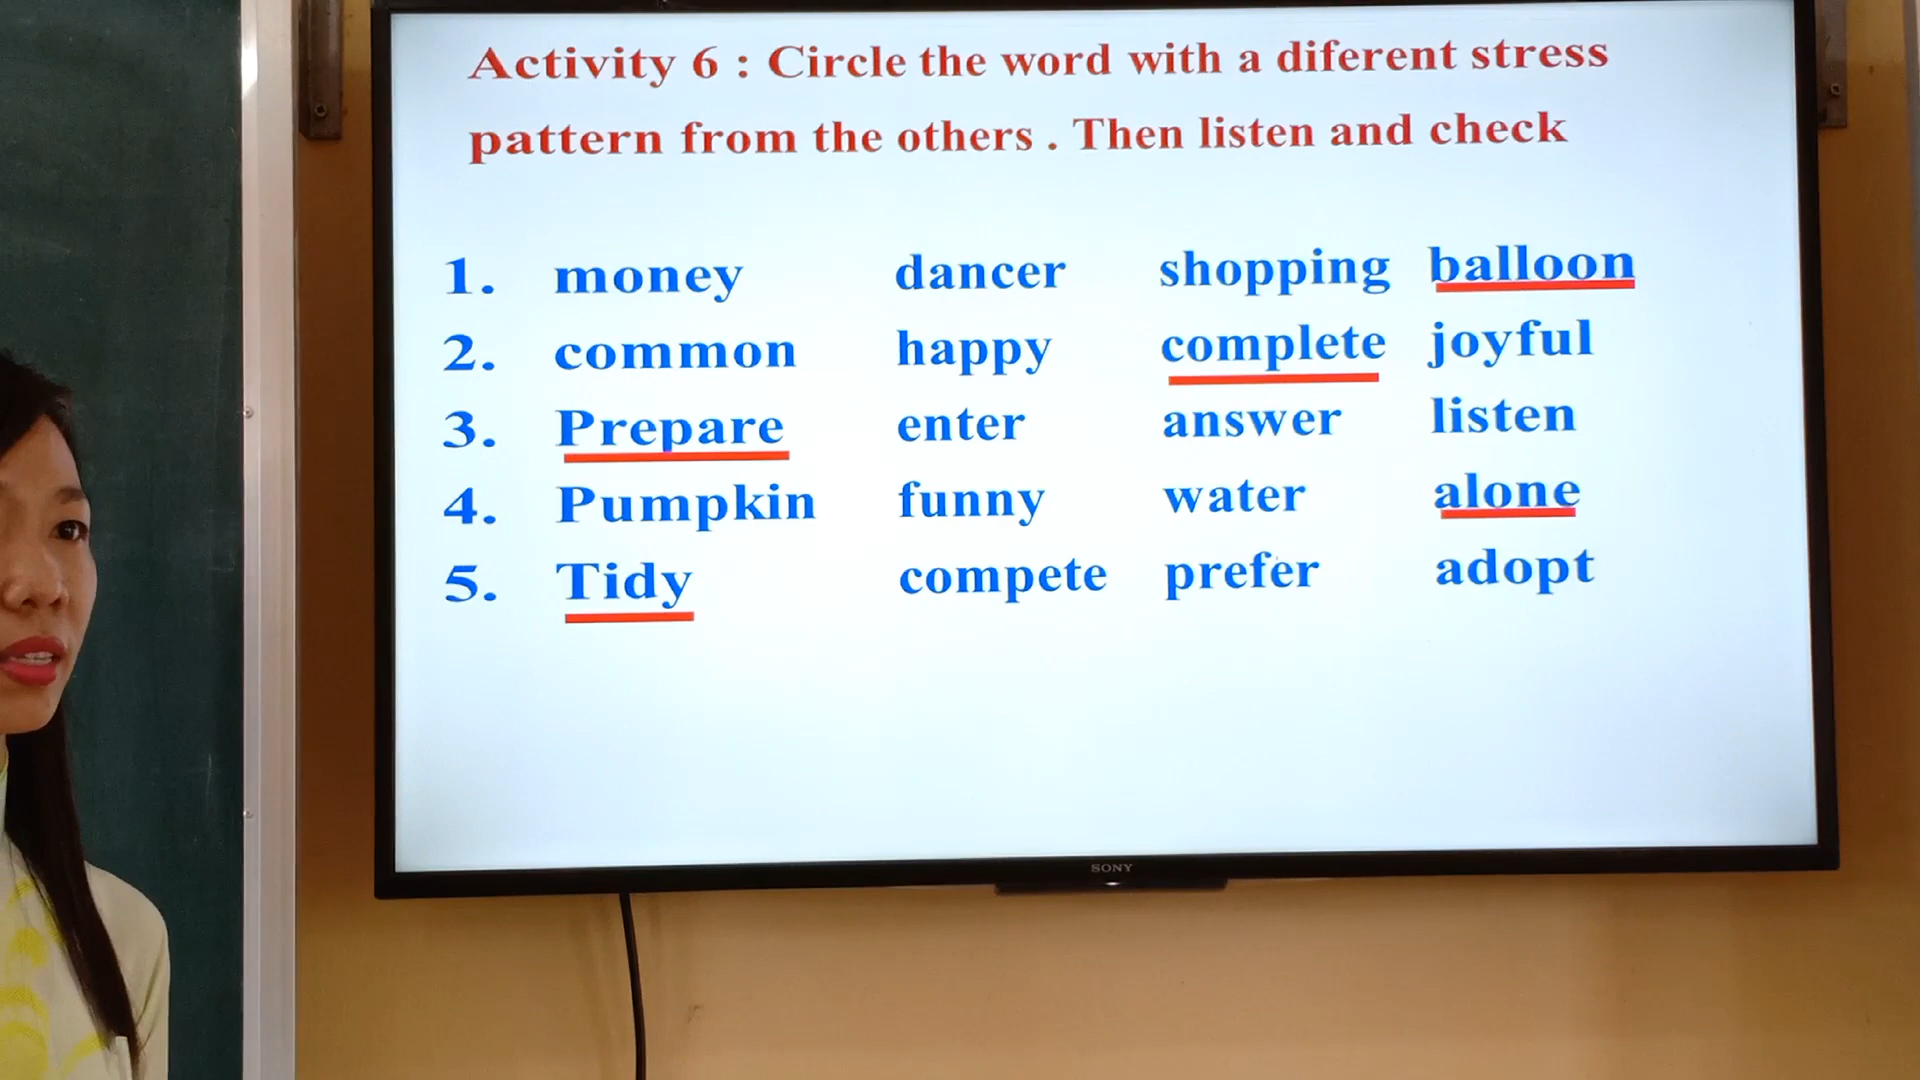 Activity 6 : Circle the word with a diferent stress
pattern from the others . Then listen and check
1. money dancer shopping balloon
2. common happy complete joyful
3. Prepare enter answer listen
4. Pumpkin funny water alone
5. Tidy compete prefer adopt
SONY